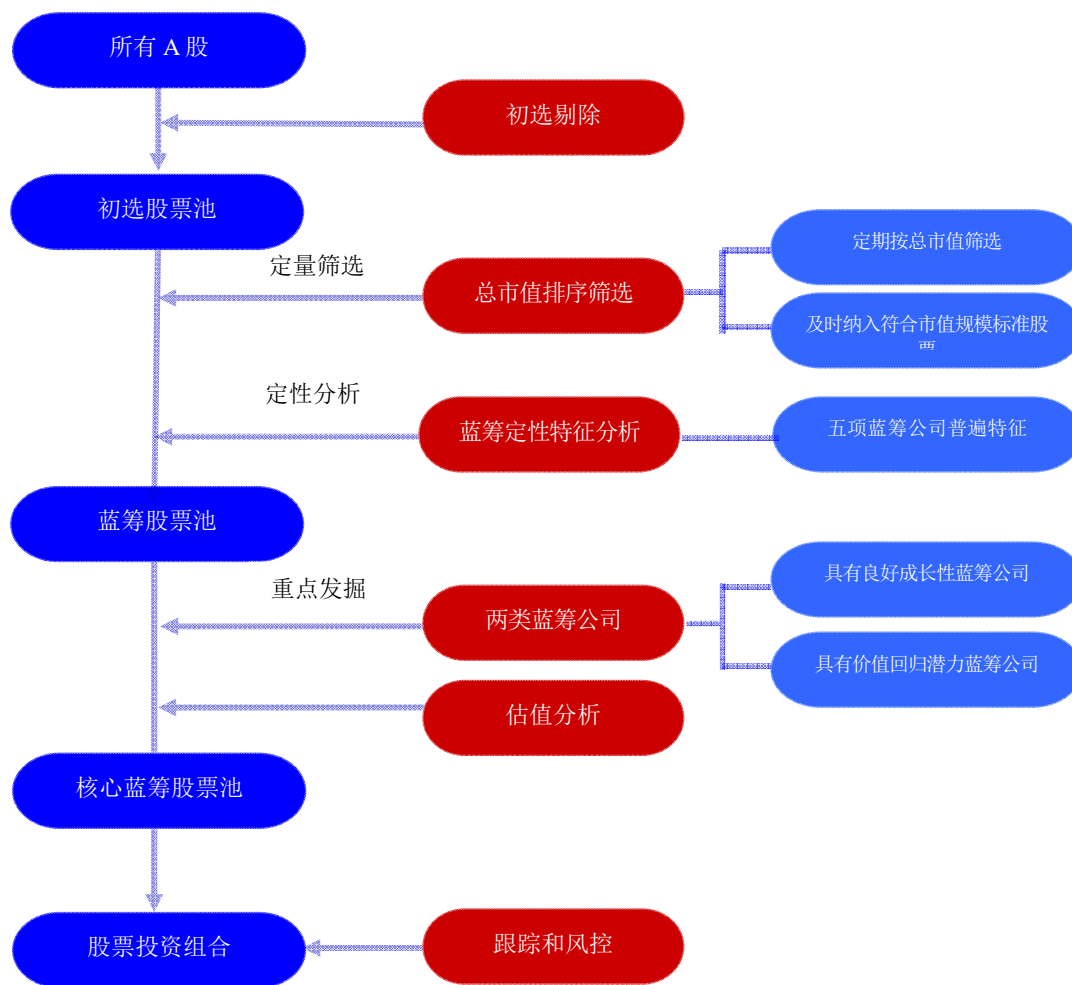 所有 A 股
初选剔除
初选股票池
定量筛选
总市值排序筛选
定期按总市值筛选
及时纳入符合市值规模标准股
票
定性分析
蓝筹定性特征分析
五项蓝筹公司普遍特征
蓝筹股票池
重点发掘
两类蓝筹公司
具有良好成长性蓝筹公司
具有价值回归潜力蓝筹公司
估值分析
核心蓝筹股票池
股票投资组合
跟踪和风控